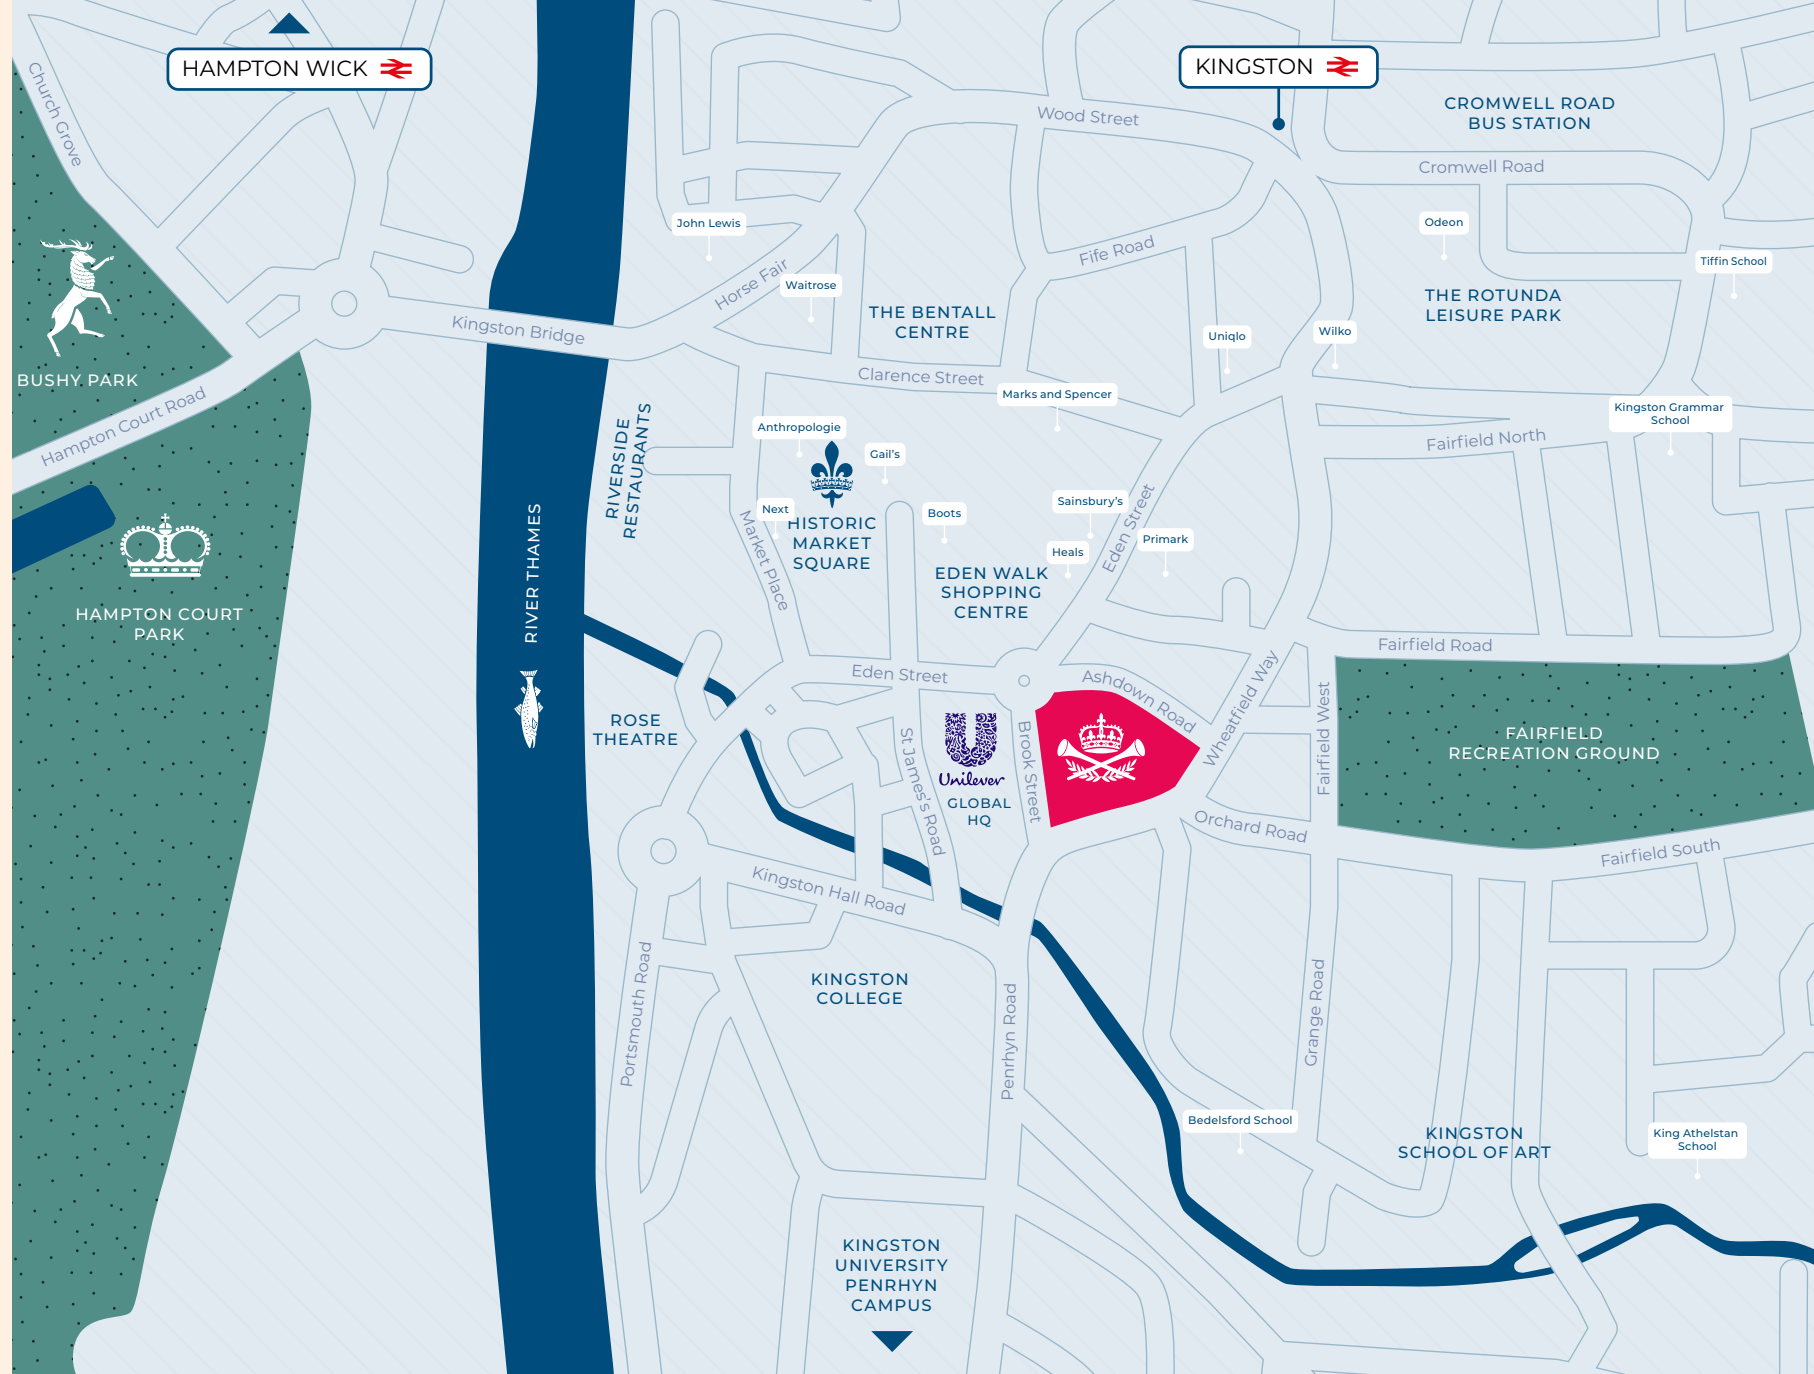 HAMPTON WICK
KINGSTON
CROMWELL ROAD
BUS STATION
Church Grove
Wood Street
Cromwell Road
John Lewis
Odeon
Fife Road
Tiffin School
Horse Fair
Waitrose
THE BENTALL
CENTRE
THE ROTUNDA
LEISURE PARK
Kingston Bridge
Uniqlo
Wilko
BUSHY PARK
Clarence Street
Marks and Spencer
Hampton Court Road
RIVERSIDE
RESTAURANTS
Anthropologie
Gail's
Kingston Grammar
School
Fairfield North
Next
HISTORIC
MARKET
SQUARE
Boots
Sainsbury's
Eden Street
Primark
Heals
Market Place
EDEN WALK
SHOPPING
CENTRE
RIVER THAMES
HAMPTON COURT
PARK
Fairfield Road
Eden Street
Ashdown Road
Wheatfield Way
Fairfield West
ROSE
THEATRE
St James's Road
Unilever
GLOBAL
HQ
Brook Street
FAIRFIELD
RECREATION GROUND
Orchard Road
Fairfield South
Kingston Hall Road
Portsmouth Road
KINGSTON
COLLEGE
Penrhyn Road
Grange Road
Bedelsford School
KINGSTON
SCHOOL OF ART
King Athelstan
School
KINGSTON
UNIVERSITY
PENRHYN
CAMPUS